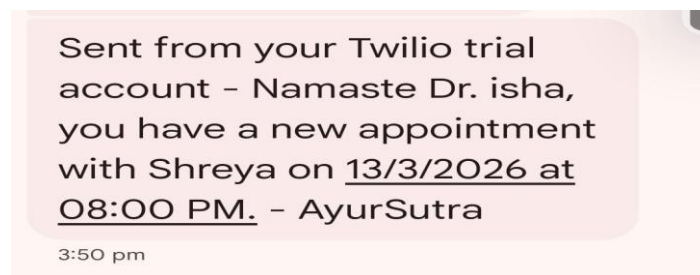 Sent from your Twilio trial
account - Namaste Dr. isha,
you have a new appointment
with Shreya on 13/3/2026 at
08:00 PM. - AyurSutra
3:50 pm